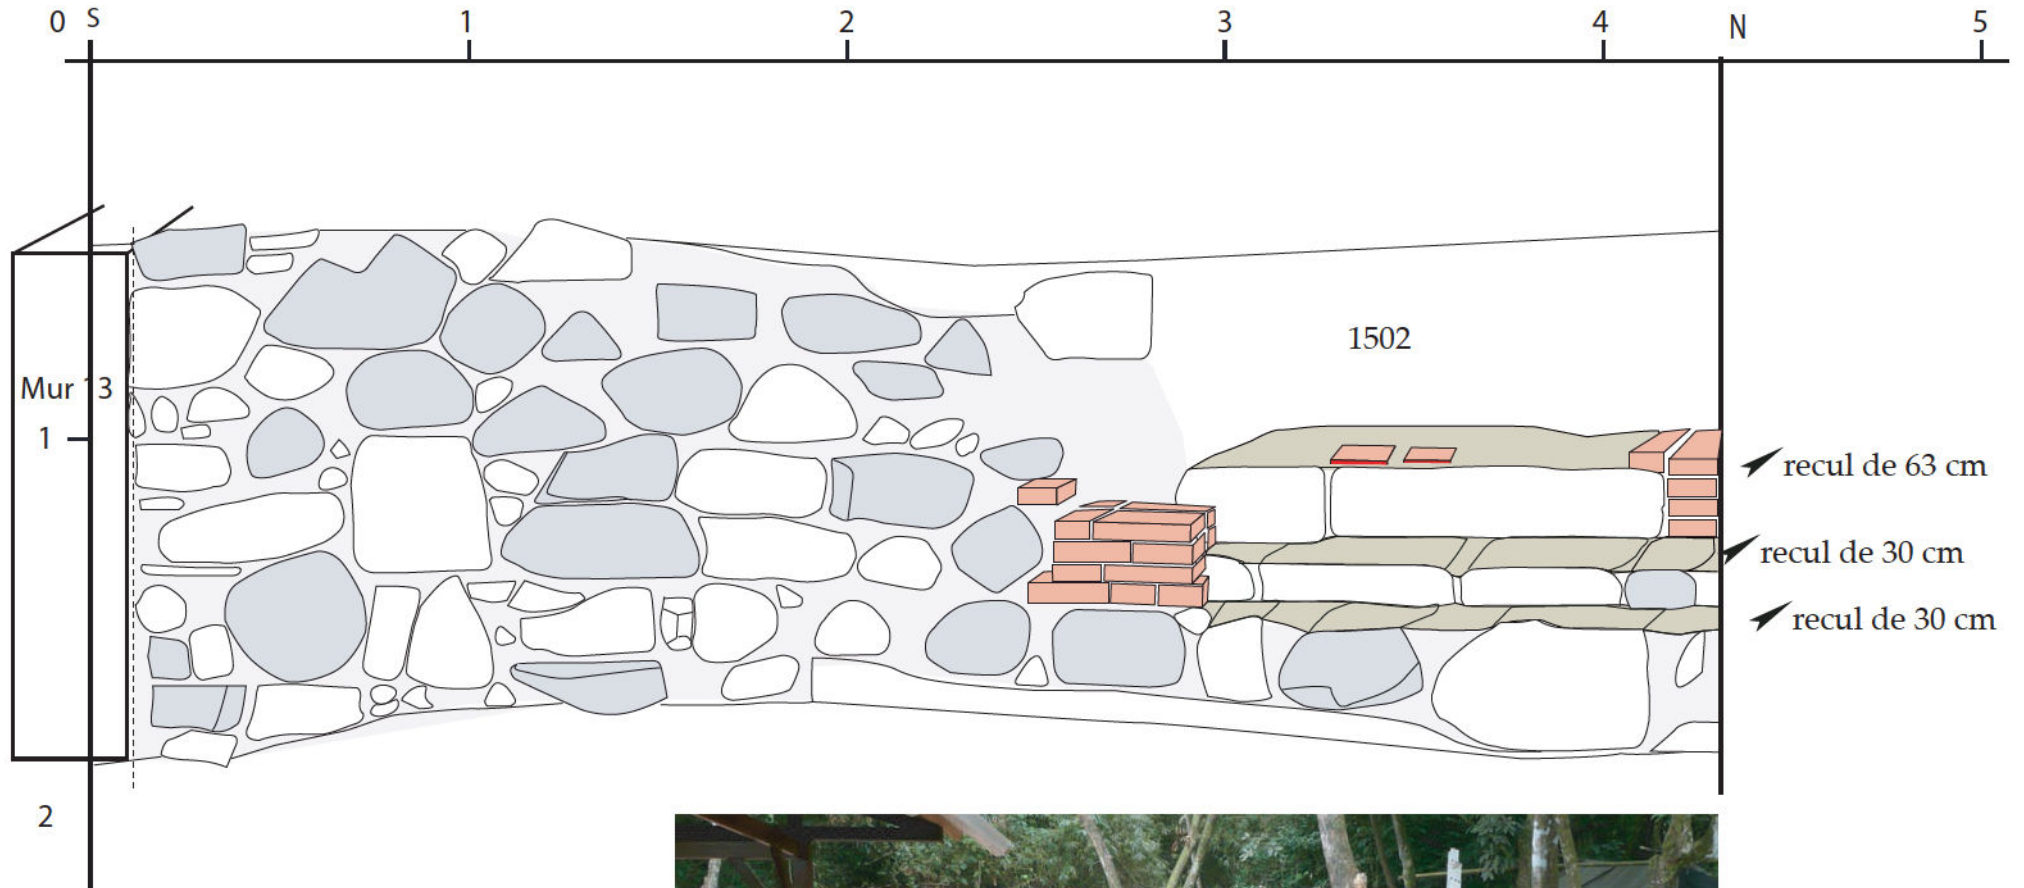 0 S 1 2 3 4 N 5
1502
Mur 13
1
recul de 63 cm
recul de 30 cm
recul de 30 cm
2